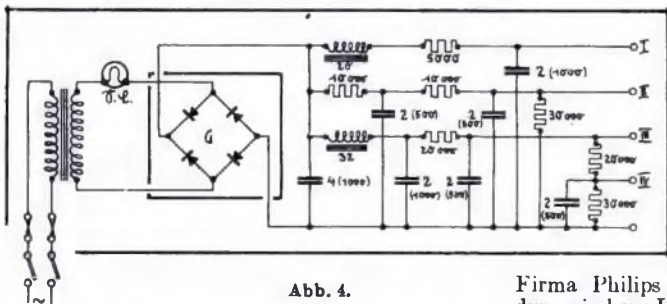 I
20
5000
2 (1000)
II
10 000
10 000
2 (500)
2 (500)
30 000
G
III
32
20 000
20 000
IV
4 (1000)
2 (1000)
2 (500)
2 (500)
30 000
~
Abb. 4.
Firma Philips